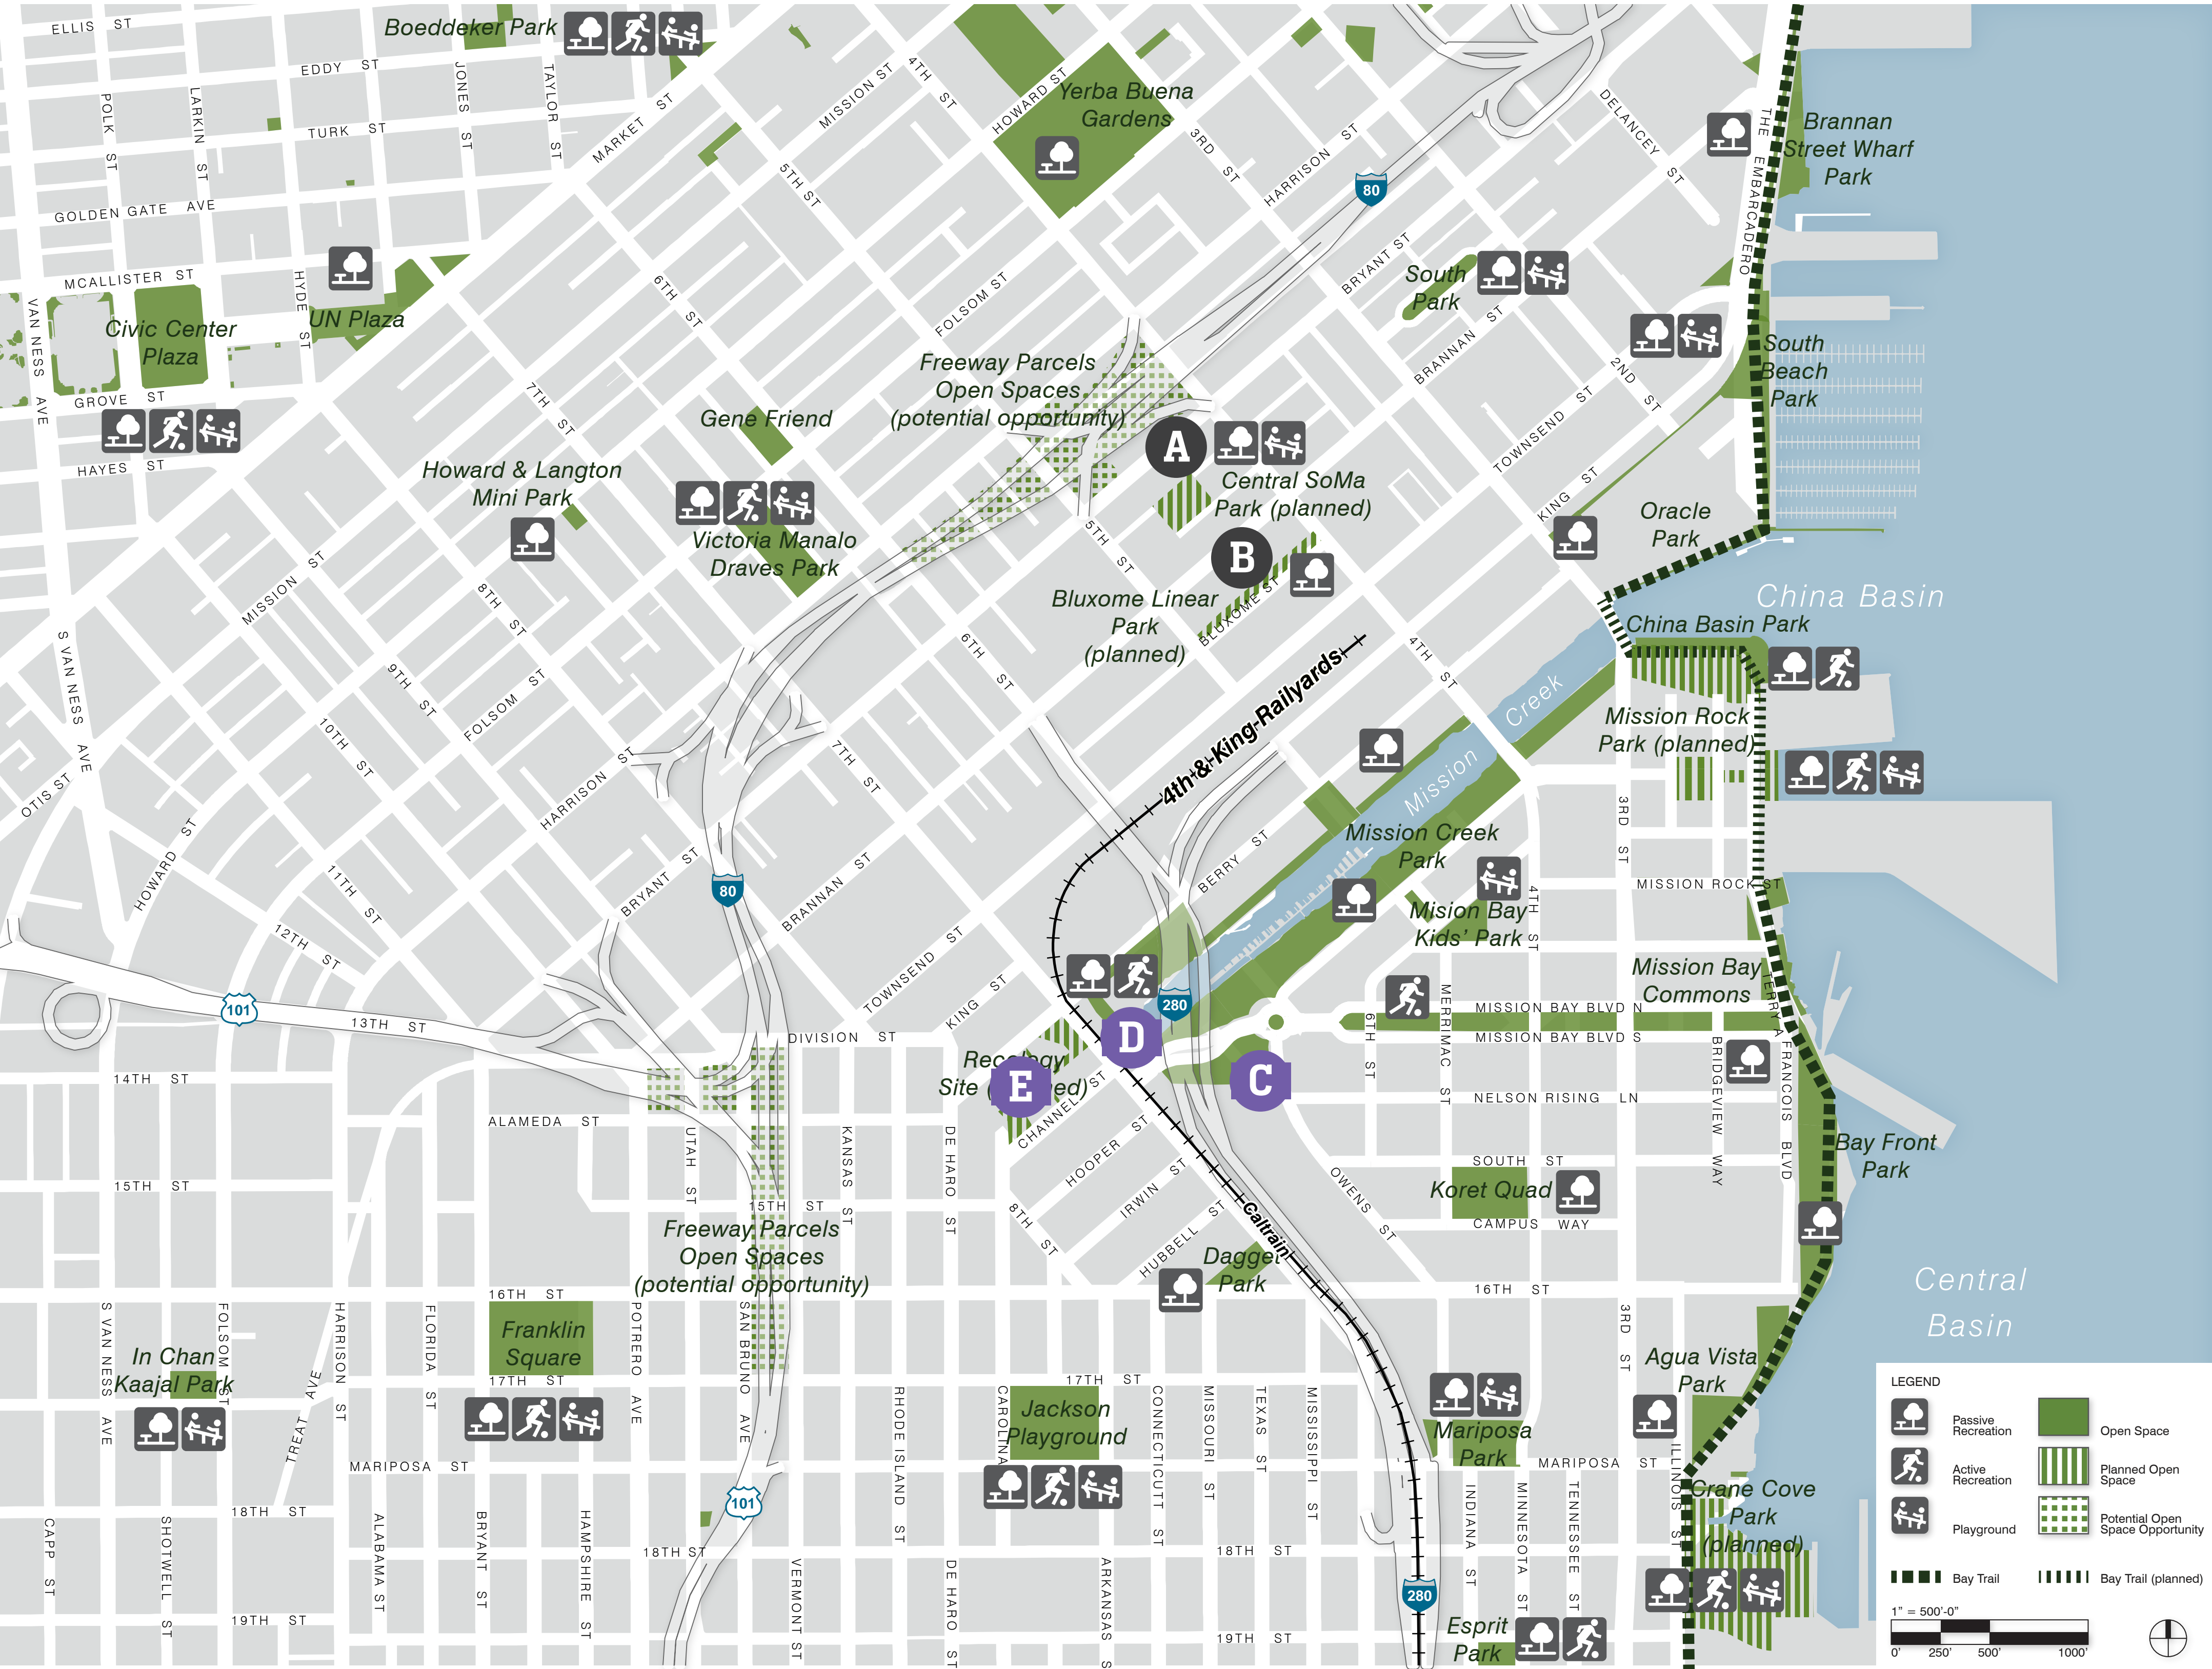 ELLIS ST
Boeddeker Park
EDDY ST
JONES ST
TAYLOR ST
POLK ST
LARKIN ST
TURK ST
MARKET ST
MISSION ST
4TH ST
HOWARD ST
Yerba Buena
Gardens
3RD ST
HARRISON ST
80
DELANCEY ST
THE EMBARCADERO
Brannan
Street Wharf
Park
GOLDEN GATE AVE
5TH ST
MCALLISTER ST
HYDE ST
UN Plaza
Civic Center
Plaza
VAN NESS AVE
GROVE ST
HAYES ST
6TH ST
FOLSOM ST
BRYANT ST
South
Park
BRANNAN ST
2ND ST
South
Beach
Park
Freeway Parcels
Open Spaces
(potential opportunity)
7TH ST
Gene Friend
A
Central SoMa
Park (planned)
TOWNSEND ST
KING ST
Oracle
Park
Howard & Langton
Mini Park
Victoria Manalo
Draves Park
5TH ST
B
BLUXOME ST
Bluxome Linear
Park
(planned)
China Basin
China Basin Park
MISSION ST
8TH ST
6TH ST
4TH ST
S VAN NESS AVE
9TH ST
FOLSOM ST
10TH ST
HARRISON ST
7TH ST
4th & King Railyards
Mission Creek
Mission Rock
Park (planned)
OTIS ST
HOWARD ST
11TH ST
BRYANT ST
80
BRANNAN ST
BERRY ST
Mission Creek
Park
3RD ST
MISSION ROCK ST
4TH ST
Mision Bay
Kids' Park
12TH ST
TOWNSEND ST
KING ST
Mission Bay
Commons
101
13TH ST
280
MERRIMAC ST
MISSION BAY BLVD N
MISSION BAY BLVD S
6TH ST
TERRY A FRANCOIS BLVD
DIVISION ST
D
C
E
Recology
CHANNEL ST
BRIDGEVIEW WAY
14TH ST
ALAMEDA ST
UTAH ST
KANSAS ST
DE HARO ST
HOOPER ST
NELSON RISING LN
Bay Front
Park
15TH ST
15TH ST
IRWIN ST
8TH ST
HUBBELL ST
Caltrain
OWENS ST
SOUTH ST
Koret Quad
CAMPUS WAY
Freeway Parcels
Open Spaces
(potential opportunity)
Dagget
Park
16TH ST
16TH ST
Central
Basin
S VAN NESS AVE
FOLSOM ST
HARRISON ST
FLORIDA ST
Franklin
Square
POTRERO AVE
SAN BRUNO AVE
3RD ST
In Chan
Kaajal Park
TREAT AVE
17TH ST
17TH ST
Agua Vista
Park
RHODE ISLAND ST
CAROLINA
Jackson
Playground
CONNECTICUTT ST
MISSOURI ST
TEXAS ST
MISSISSIPPI ST
Mariposa
Park
MARIPOSA ST
MARIPOSA ST
ILLINOIS ST
Crane Cove
Park
(planned)
101
18TH ST
CAPP ST
SHOTWELL ST
ALABAMA ST
BRYANT ST
HAMPSHIRE ST
18TH ST
VERMONT ST
DE HARO ST
ARKANSAS S
18TH ST
INDIANA ST
MINNESOTA ST
TENNESSEE ST
280
19TH ST
19TH ST
Esprit
Park
LEGEND
Passive
Recreation
Active
Recreation
Playground
Open Space
Planned Open
Space
Potential Open
Space Opportunity
Bay Trail
Bay Trail (planned)
1" = 500'-0"
0' 250' 500' 1000'